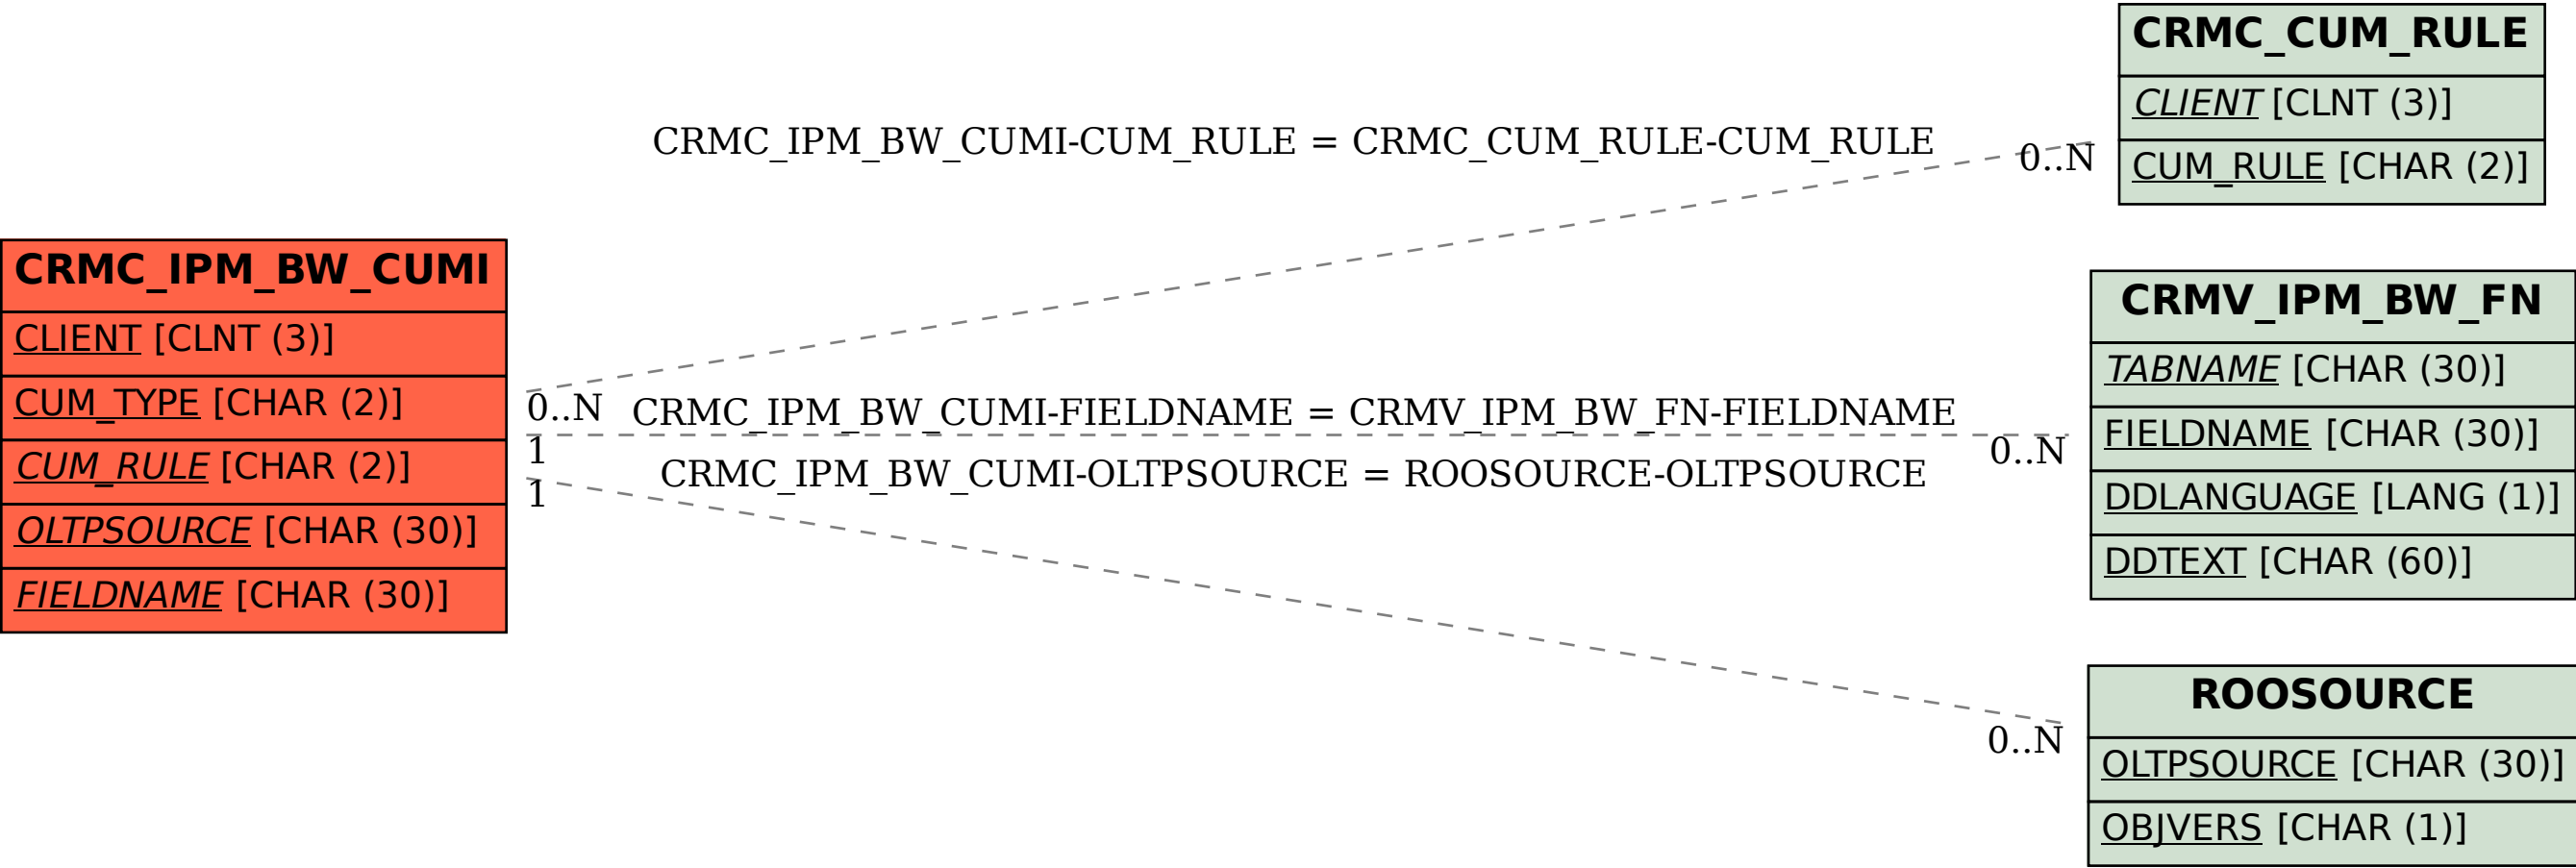 CRMC_IPM_BW_CUMI
CLIENT [CLNT (3)]
CUM_TYPE [CHAR (2)]
CUM_RULE [CHAR (2)]
OLTPSOURCE [CHAR (30)]
FIELDNAME [CHAR (30)]
CRMC_IPM_BW_CUMI-CUM_RULE = CRMC_CUM_RULE-CUM_RULE
0..N
0..N
CRMC_IPM_BW_CUMI-FIELDNAME = CRMV_IPM_BW_FN-FIELDNAME
1
0..N
CRMC_IPM_BW_CUMI-OLTPSOURCE = ROOSOURCE-OLTPSOURCE
1
0..N
CRMC_CUM_RULE
CLIENT [CLNT (3)]
CUM_RULE [CHAR (2)]
CRMV_IPM_BW_FN
TABNAME [CHAR (30)]
FIELDNAME [CHAR (30)]
DDLANGUAGE [LANG (1)]
DDTEXT [CHAR (60)]
ROOSOURCE
OLTPSOURCE [CHAR (30)]
OBJVERS [CHAR (1)]